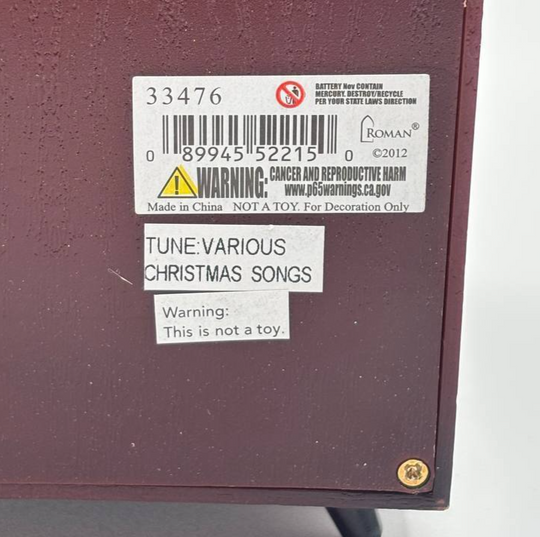 33476
BATTERY Nov CONTAIN
MERCURY. DESTROY/RECYCLE
PER YOUR STATE LAWS DIRECTION
ROMAN®
©2012
0 89945 52215 0
WARNING: CANCER AND REPRODUCTIVE HARM
www.p65warnings.ca.gov
Made in China NOT A TOY. For Decoration Only
TUNE:VARIOUS
CHRISTMAS SONGS
Warning:
This is not a toy.